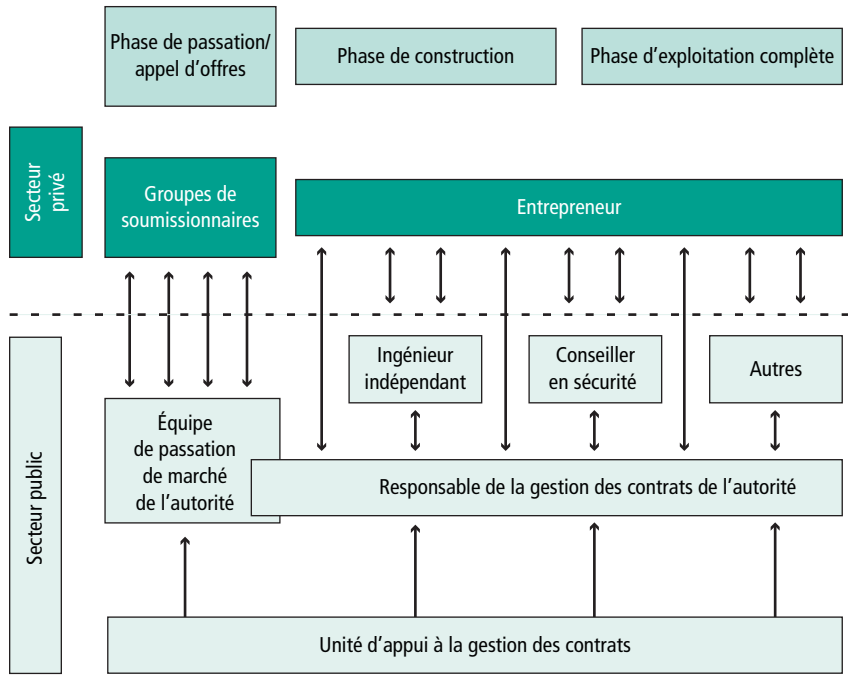 Phase de passation/
appel d'offres
Phase de construction
Phase d'exploitation complète
Secteur
privé
Groupes de
soumissionnaires
Entrepreneur
Secteur public
Ingénieur
indépendant
Conseiller
en sécurité
Autres
Équipe
de passation
de marché
de l'autorité
Responsable de la gestion des contrats de l'autorité
Unité d'appui à la gestion des contrats